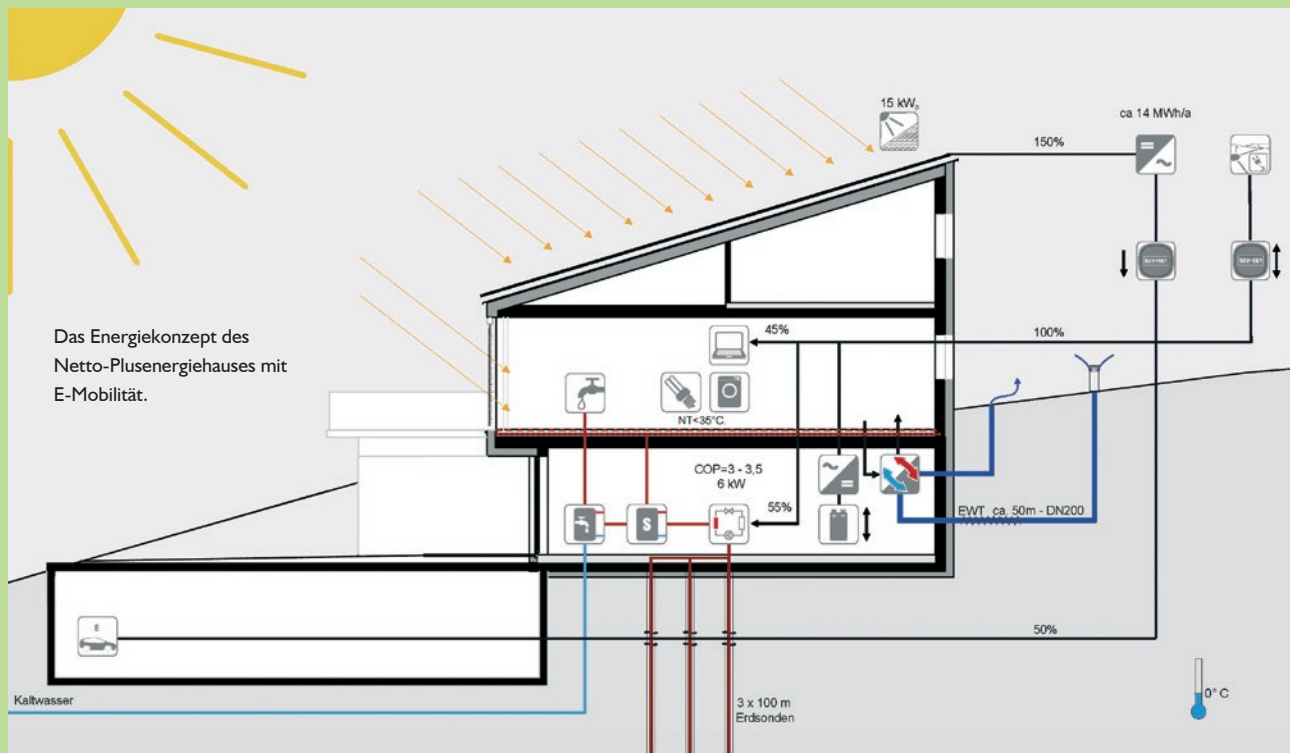 15 kWp
ca 14 MWh/a
150%
Das Energiekonzept des
Netto-Plusenergiehauses mit
E-Mobilität.
45%
100%
NT<35°C
COP=3 - 3,5
6 kW
S
55%
EWT ca. 50m - DN200
E
50%
Kaltwasser
3 x 100 m
Erdsonden
0° C